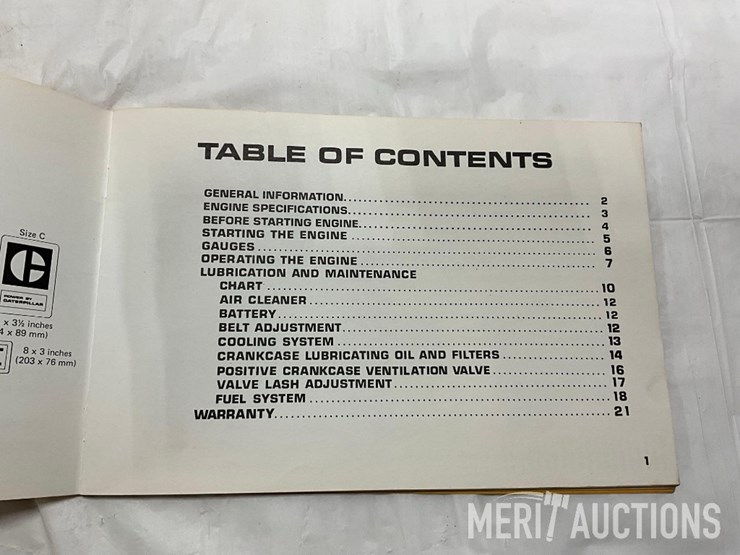 Size C
POWER BY
CATERPILLAR
x 3½ inches
4 x 89 mm)
8 x 3 inches
(203 x 76 mm)
TABLE OF CONTENTS
GENERAL INFORMATION 2
ENGINE SPECIFICATIONS 3
BEFORE STARTING ENGINE 4
STARTING THE ENGINE 5
GAUGES 6
OPERATING THE ENGINE 7
LUBRICATION AND MAINTENANCE
CHART 10
AIR CLEANER 12
BATTERY 12
BELT ADJUSTMENT 12
COOLING SYSTEM 13
CRANKCASE LUBRICATING OIL AND FILTERS 14
POSITIVE CRANKCASE VENTILATION VALVE 16
VALVE LASH ADJUSTMENT 17
FUEL SYSTEM 18
WARRANTY 21
1
MERIT AUCTIONS